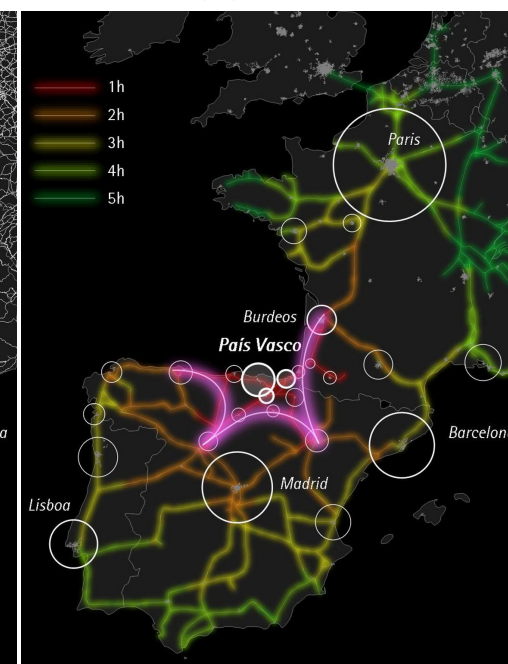 1h
2h
3h
4h
5h
Paris
Burdeos
País Vasco
Barcelon
Madrid
Lisboa
a